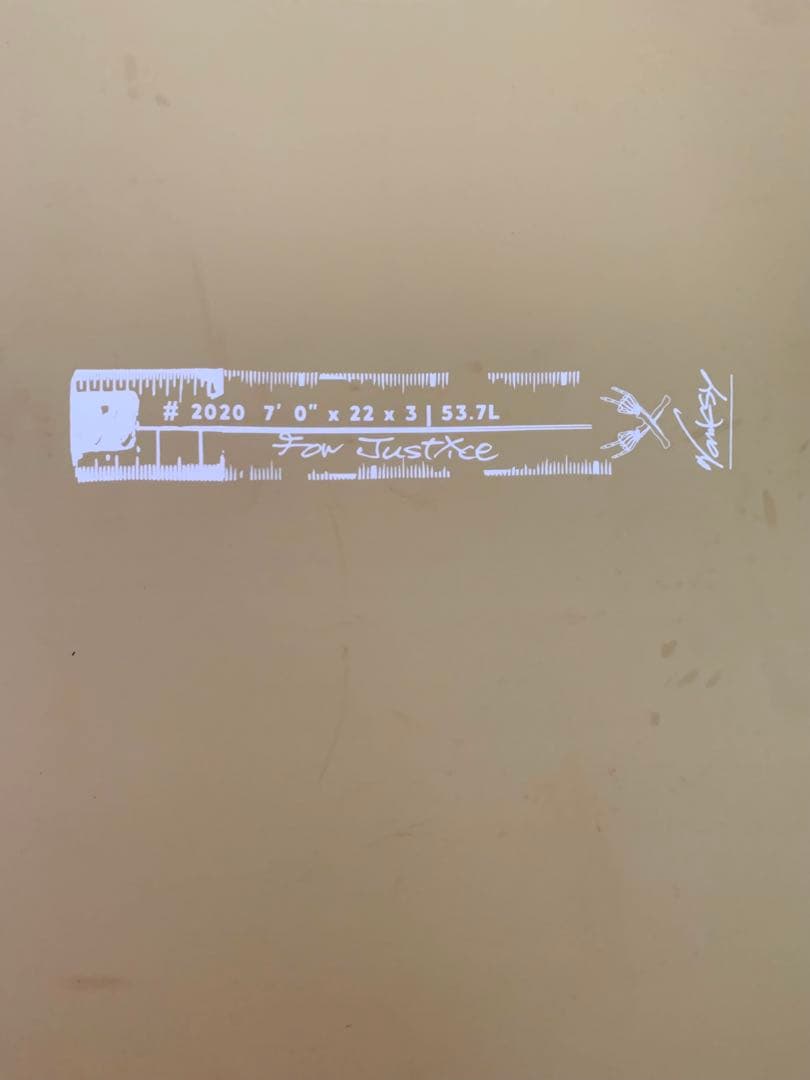 # 2020 7' 0" x 22 x 3 | 53.7L
For Justice